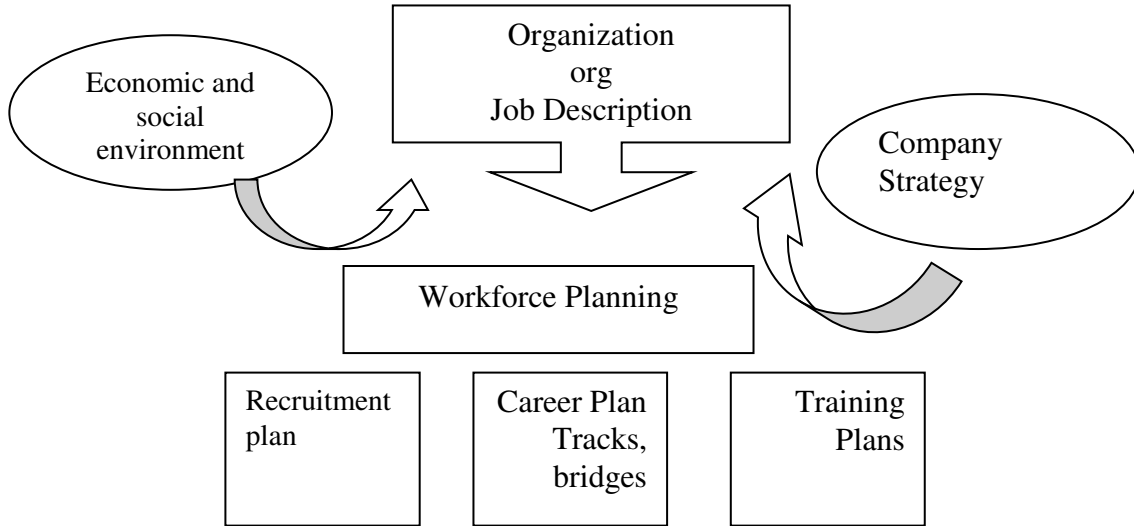 Economic and
social
environment
Organization
org
Job Description
Company
Strategy
Workforce Planning
Recruitment
plan
Career Plan
Tracks,
bridges
Training
Plans